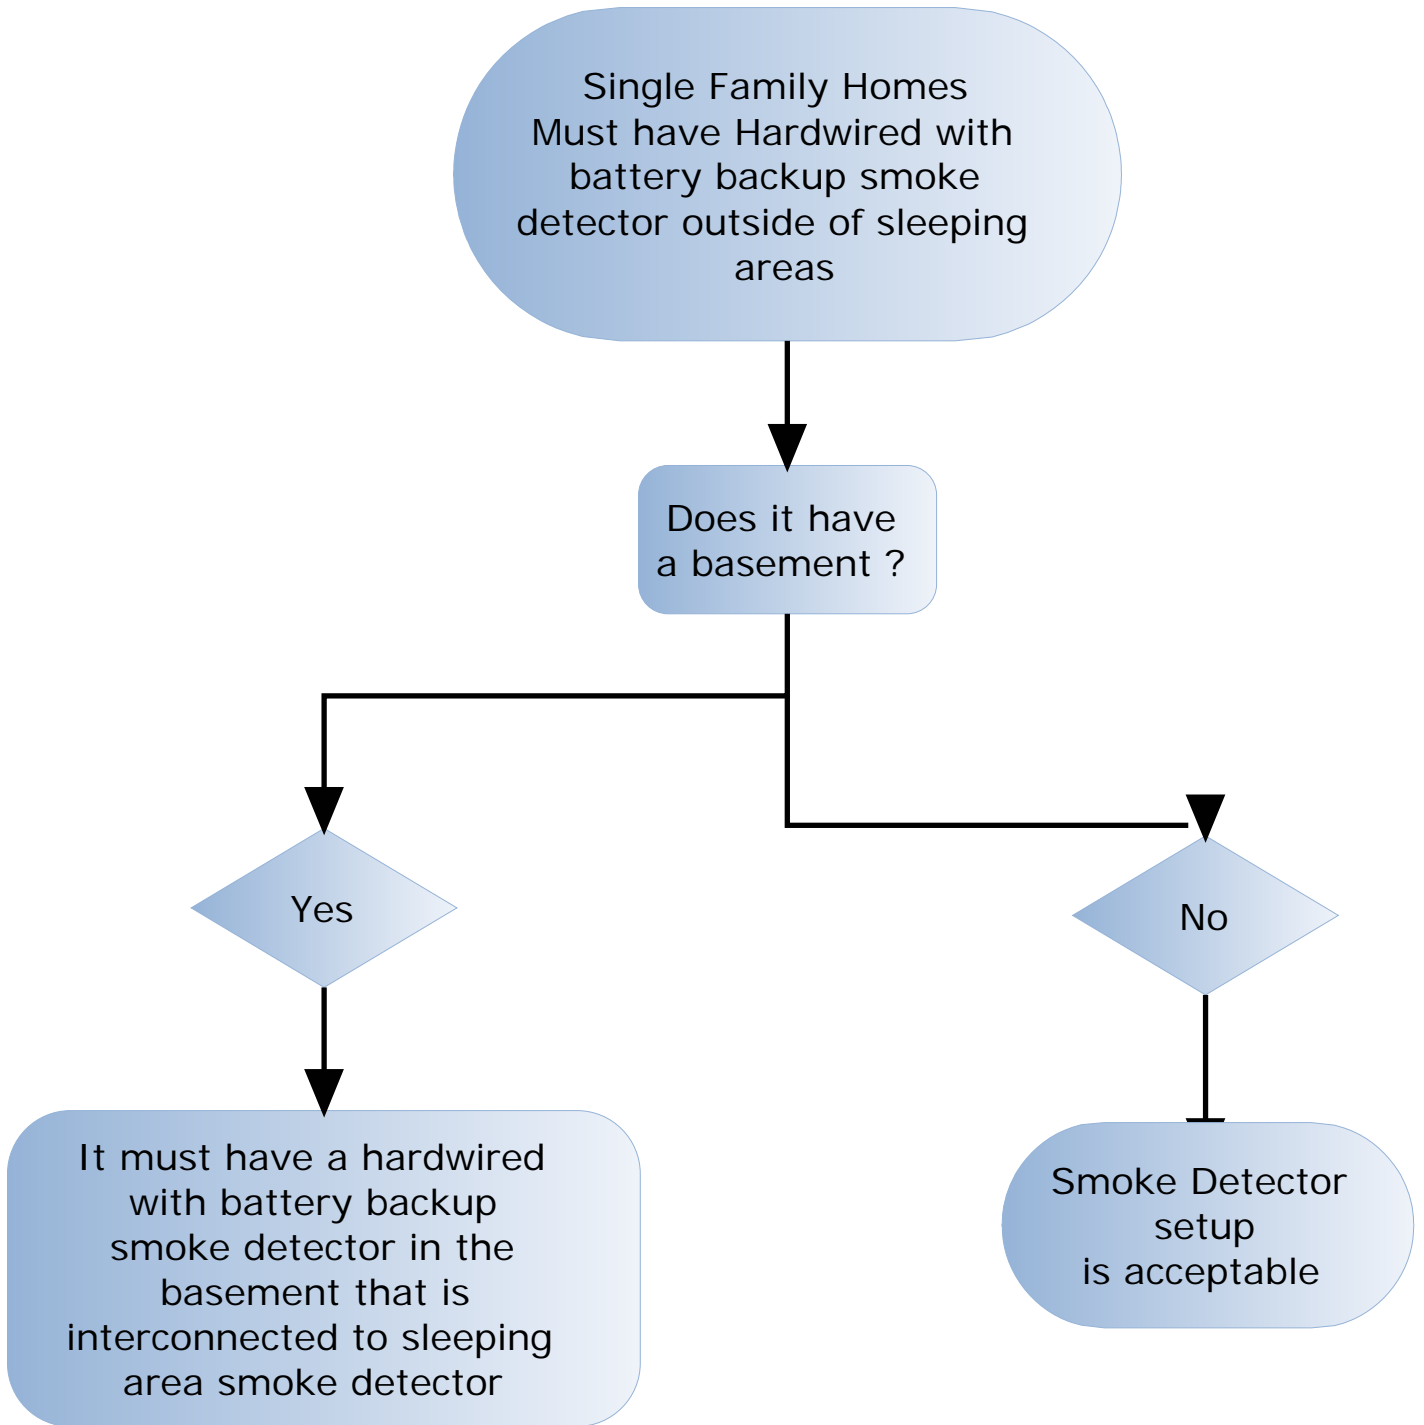 Single Family Homes
Must have Hardwired with
battery backup smoke
detector outside of sleeping
areas
Does it have
a basement ?
Yes
No
It must have a hardwired
with battery backup
smoke detector in the
basement that is
interconnected to sleeping
area smoke detector
Smoke Detector
setup
is acceptable